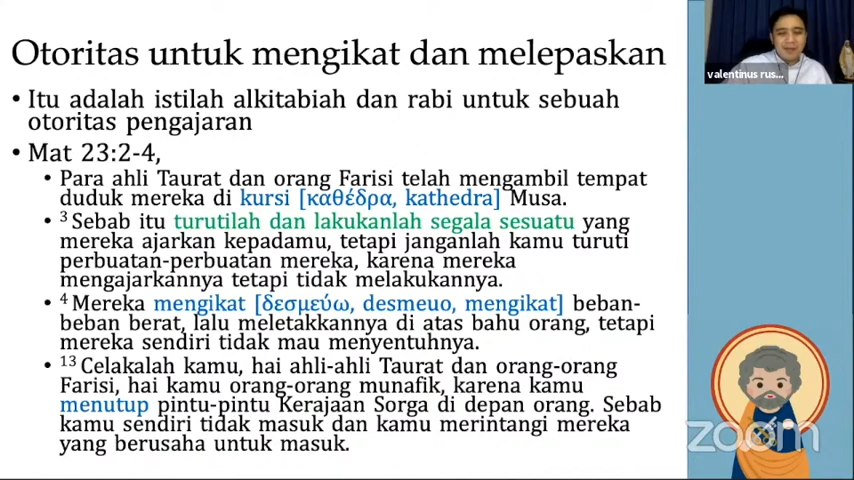 Otoritas untuk mengikat dan melepaskan
• Itu adalah istilah alkitabiah dan rabi untuk sebuah
otoritas pengajaran
• Mat 23:2-4,
• Para ahli Taurat dan orang Farisi telah mengambil tempat
duduk mereka di kursi [καθέδρα, kathedra] Musa.
• 3 Sebab itu turutilah dan lakukanlah segala sesuatu yang
mereka ajarkan kepadamu, tetapi janganlah kamu turuti
perbuatan-perbuatan mereka, karena mereka
mengajarkannya tetapi tidak melakukannya.
• 4 Mereka mengikat [δεσμεύω, desmeuo, mengikat] beban-
beban berat, lalu meletakkannya di atas bahu orang, tetapi
mereka sendiri tidak mau menyentuhnya.
• 13 Celakalah kamu, hai ahli-ahli Taurat dan orang-orang
Farisi, hai kamu orang-orang munafik, karena kamu
menutup pintu-pintu Kerajaan Sorga di depan orang. Sebab
kamu sendiri tidak masuk dan kamu merintangi mereka
yang berusaha untuk masuk.
valentinus rus...
zoom